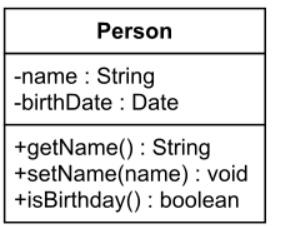 Person
-name : String
-birthDate : Date
+getName() : String
+setName(name) : void
+isBirthday() : boolean